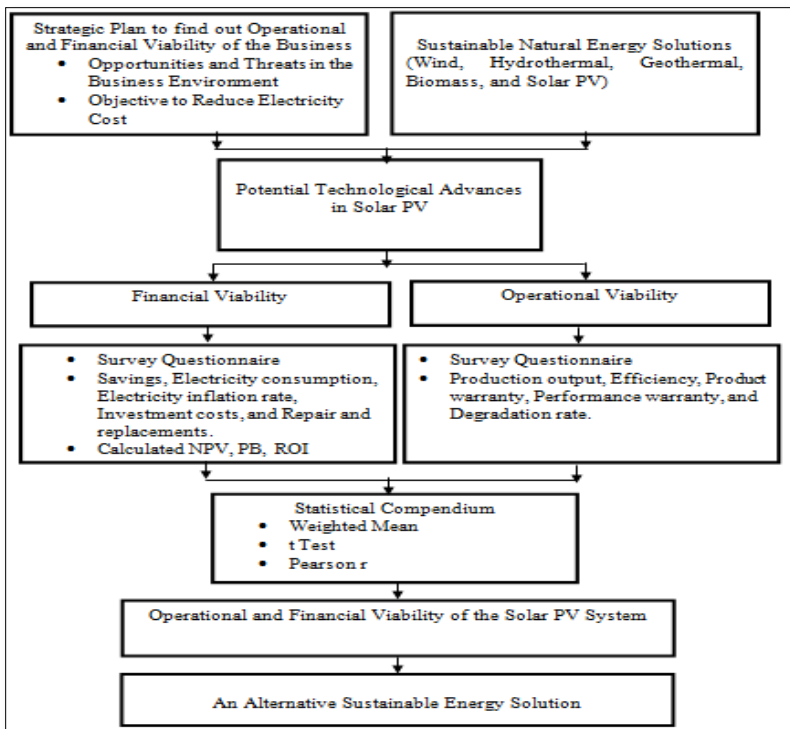 Strategic Plan to find out Operational
and Financial Viability of the Business
• Opportunities and Threats in the
Business Environment
• Objective to Reduce Electricity
Cost
Sustainable Natural Energy Solutions
(Wind, Hydrothermal, Geothermal,
Biomass, and Solar PV)
Potential Technological Advances
in Solar PV
Financial Viability
Operational Viability
• Survey Questionnaire
• Savings, Electricity consumption,
Electricity inflation rate,
Investment costs, and Repair and
replacements.
• Calculated NPV, PB, ROI
• Survey Questionnaire
• Production output, Efficiency, Product
warranty, Performance warranty, and
Degradation rate.
Statistical Compendium
• Weighted Mean
• t Test
• Pearson r
Operational and Financial Viability of the Solar PV System
An Alternative Sustainable Energy Solution